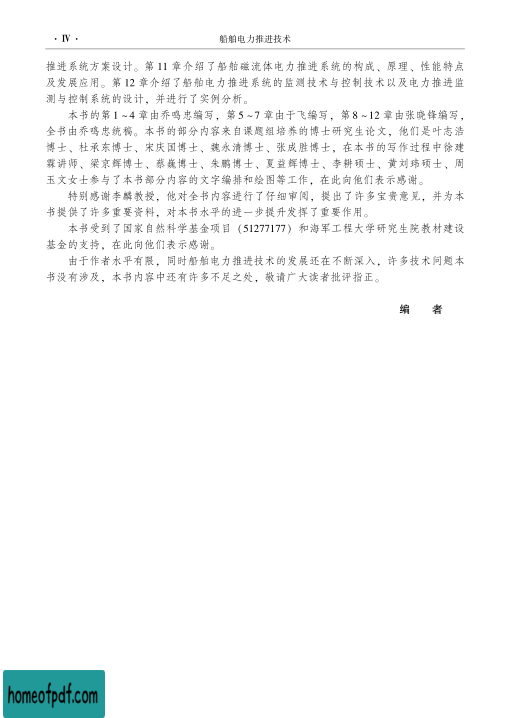 · Ⅳ · 船舶电力推进技术
推进系统方案设计。第 11 章介绍了船舶磁流体电力推进系统的构成、原理、性能特点
及发展应用。第 12 章介绍了船舶电力推进系统的监测技术与控制技术以及电力推进监
测与控制系统的设计，并进行了实例分析。
本书的第 1 ~ 4 章由乔鸣忠编写，第 5 ~ 7 章由于飞编写，第 8 ~ 12 章由张晓锋编写，
全书由乔鸣忠统稿。本书的部分内容来自课题组培养的博士研究生论文，他们是叶志浩
博士、杜承东博士、宋庆国博士、魏永清博士、张成胜博士，在本书的写作过程中徐建
霖讲师、梁京辉博士、蔡巍博士、朱鹏博士、夏益辉博士、李耕硕士、黄刘玮硕士、周
玉文女士参与了本书部分内容的文字编排和绘图等工作，在此向他们表示感谢。
特别感谢李麟教授，他对全书内容进行了仔细审阅，提出了许多宝贵意见，并为本
书提供了许多重要资料，对本书水平的进一步提升发挥了重要作用。
本书受到了国家自然科学基金项目（51277177）和海军工程大学研究生院教材建设
基金的支持，在此向他们表示感谢。
由于作者水平有限，同时船舶电力推进技术的发展还在不断深入，许多技术问题本
书没有涉及，本书内容中还有许多不足之处，敬请广大读者批评指正。
编 者
homeofpdf.com